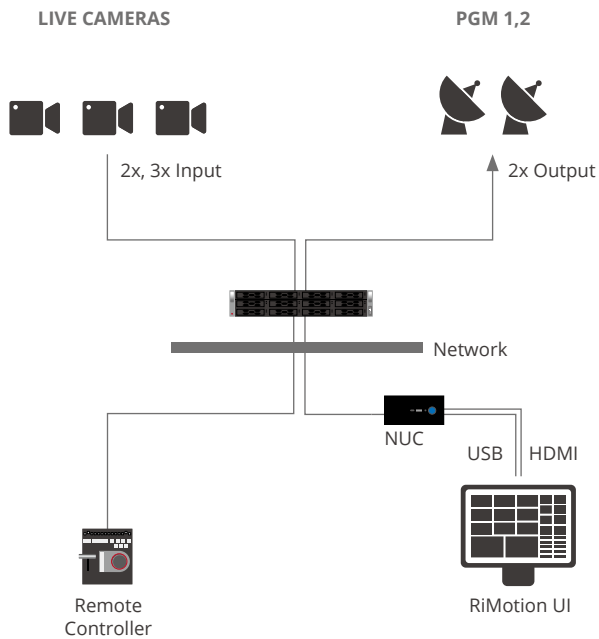 LIVE CAMERAS
PGM 1,2
2x, 3x Input
2x Output
Network
NUC
USB
HDMI
Remote
Controller
RiMotion UI